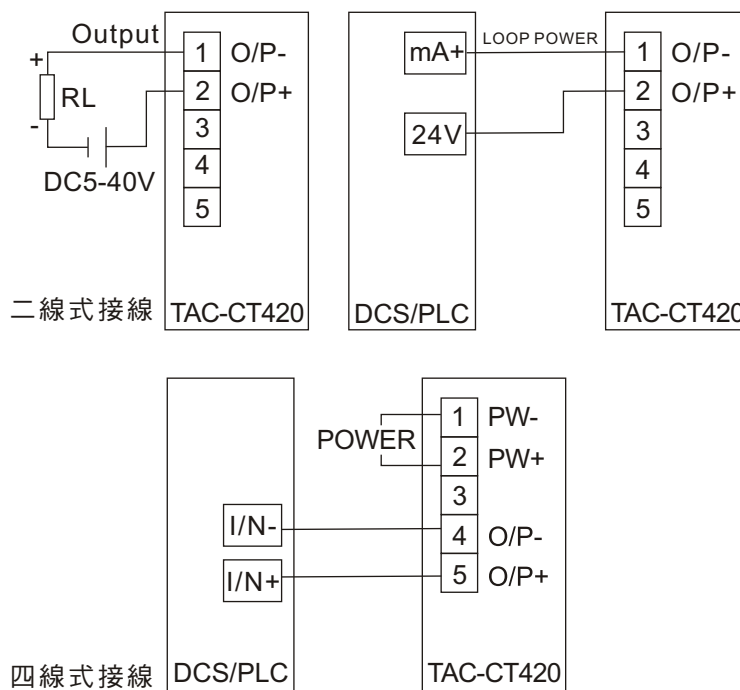 Output
+
RL
-
DC5-40V
1 O/P-
2 O/P+
3
4
5
二線式接線
TAC-CT420
mA+
LOOP POWER
24V
DCS/PLC
1 O/P-
2 O/P+
3
4
5
TAC-CT420
POWER
1 PW-
2 PW+
3
I/N-
4 O/P-
I/N+
5 O/P+
四線式接線
DCS/PLC
TAC-CT420